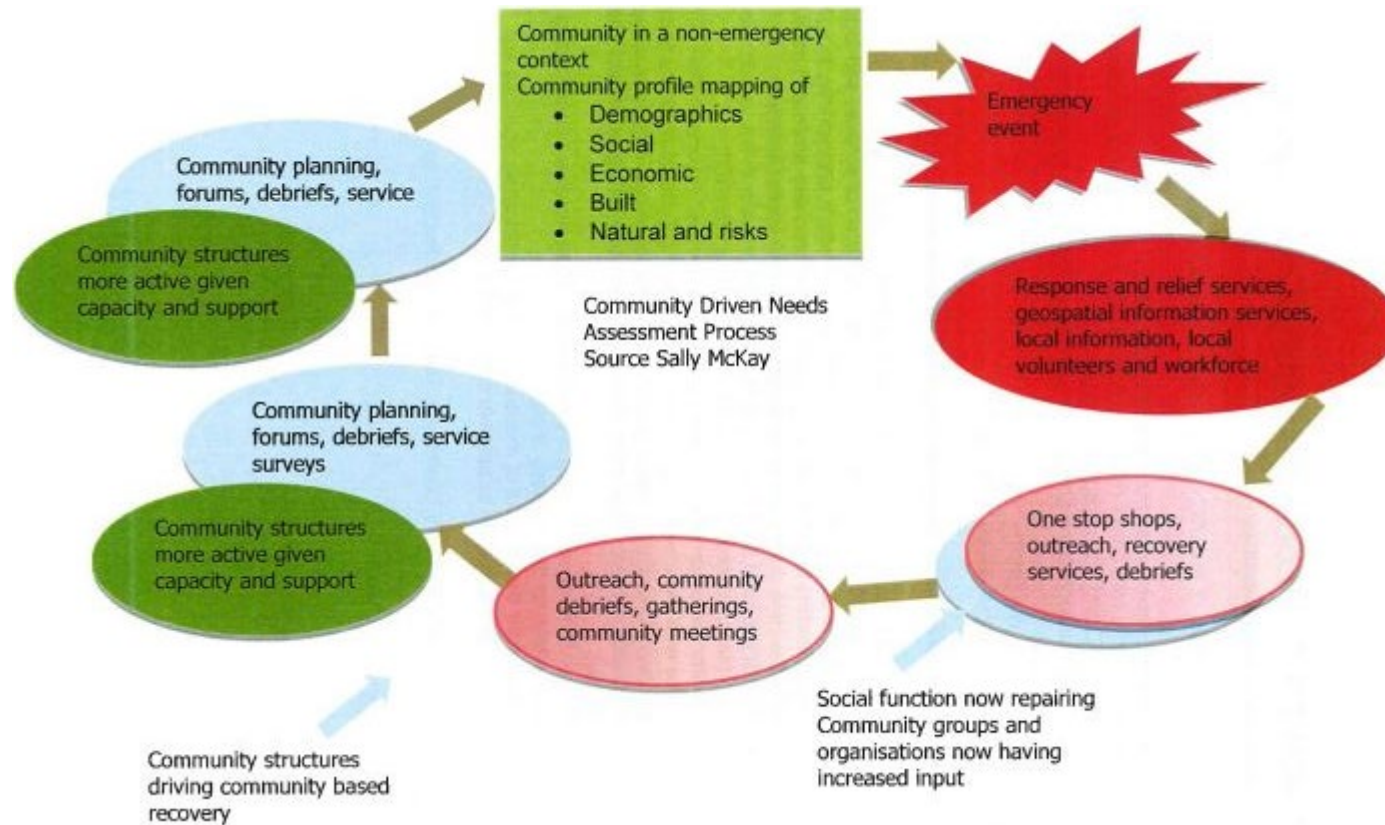 Community in a non-emergency
context
Community profile mapping of
• Demographics
• Social
• Economic
• Built
• Natural and risks
Emergency
event
Response and relief services,
geospatial information services,
local information, local
volunteers and workforce
One stop shops,
outreach, recovery
services, debriefs
Social function now repairing
Community groups and
organisations now having
increased input
Outreach, community
debriefs, gatherings,
community meetings
Community structures
driving community based
recovery
Community planning,
forums, debriefs, service
surveys
Community structures
more active given
capacity and support
Community planning,
forums, debriefs, service
Community structures
more active given
capacity and support
Community Driven Needs
Assessment Process
Source Sally McKay